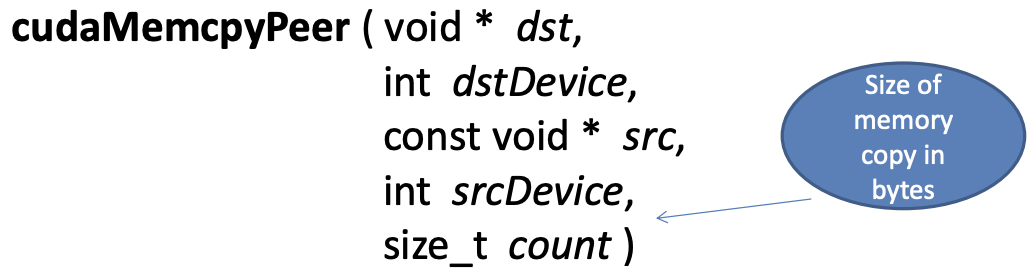 cudaMemcpyPeer ( void * dst,
int dstDevice,
const void * src,
int srcDevice,
size_t count )
Size of
memory
copy in
bytes